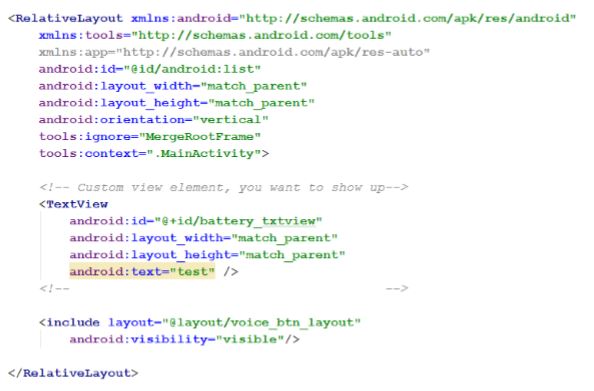 <RelativeLayout xmlns:android="http://schemas.android.com/apk/res/android"
    xmlns:tools="http://schemas.android.com/tools"
    xmlns:app="http://schemas.android.com/apk/res-auto"
    android:id="@id/android:list"
    android:layout_width="match_parent"
    android:layout_height="match_parent"
    android:orientation="vertical"
    tools:ignore="MergeRootFrame"
    tools:context=".MainActivity">

    <!-- Custom view element, you want to show up-->
    <TextView
        android:id="@+id/battery_txtview"
        android:layout_width="match_parent"
        android:layout_height="match_parent"
        android:text="test" />
    <!--                                        -->

    <include layout="@layout/voice_btn_layout"
        android:visibility="visible"/>

</RelativeLayout>